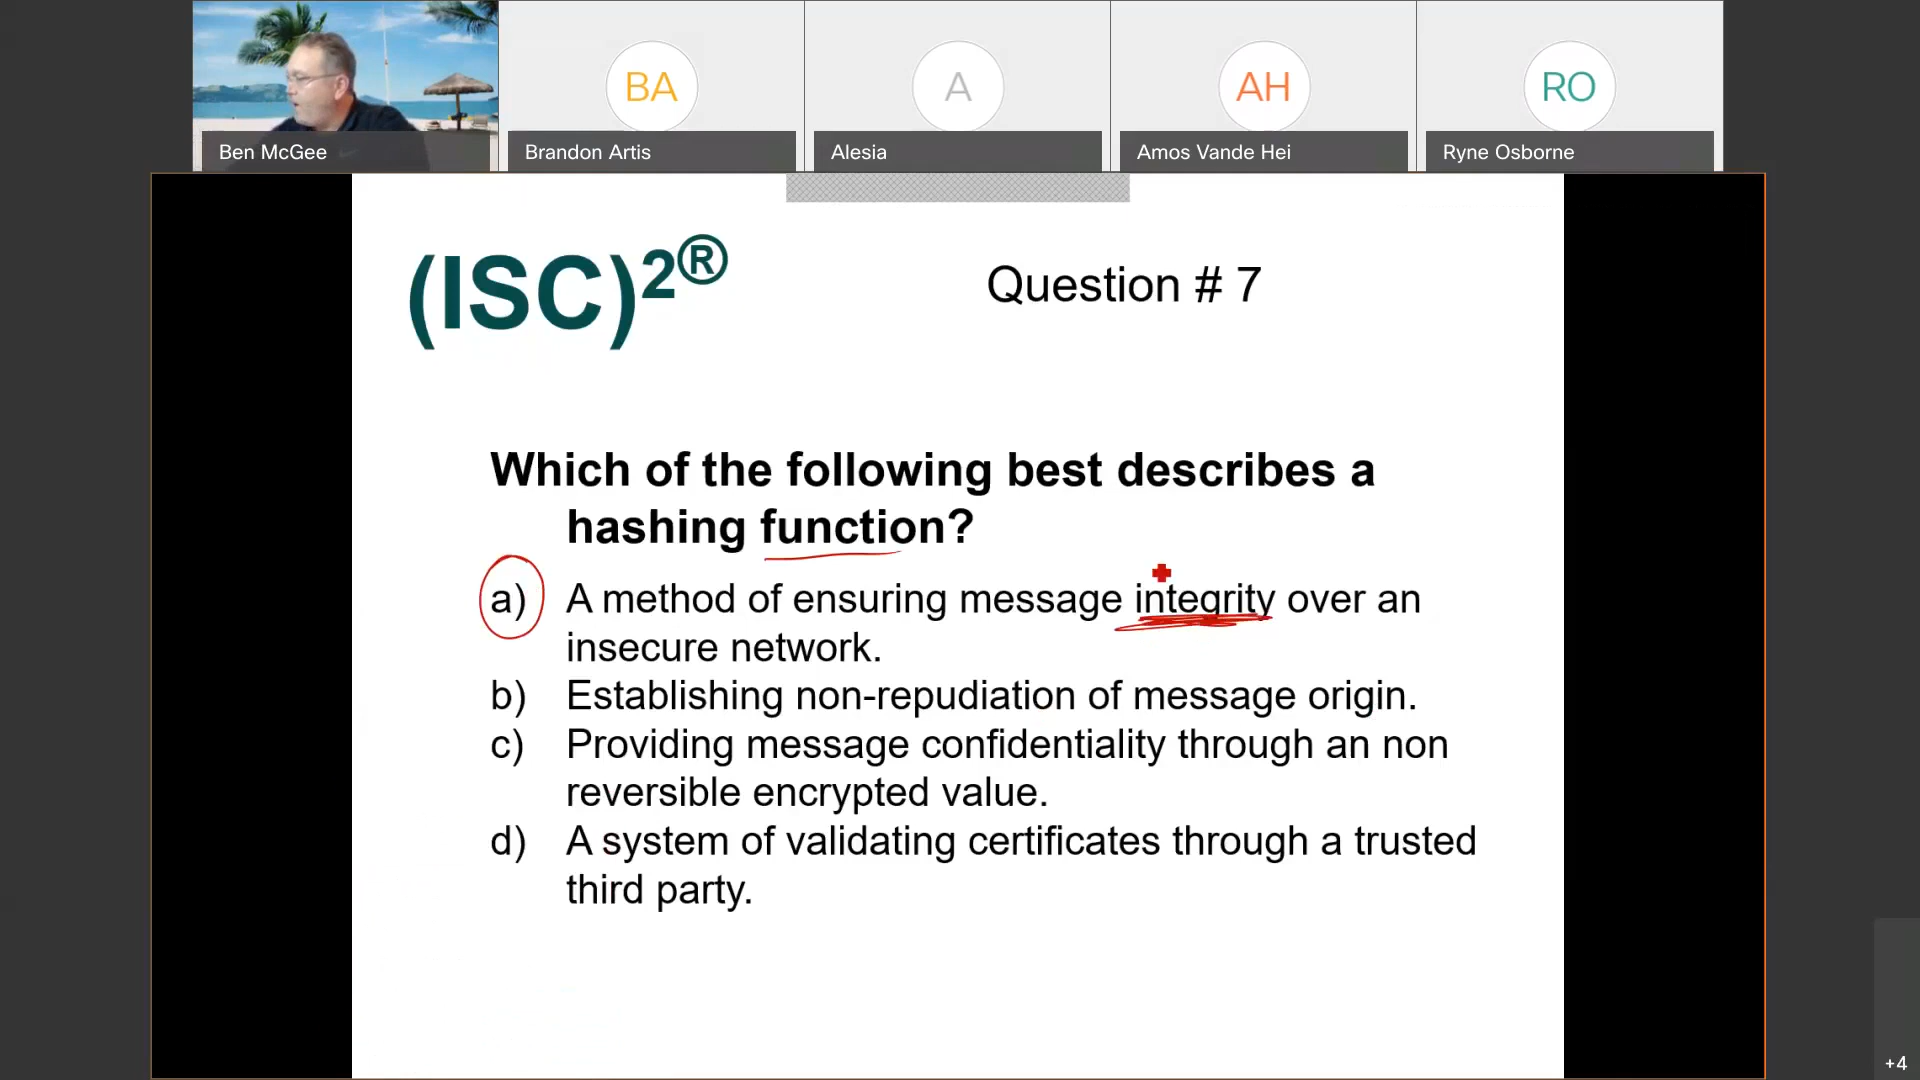 BA
A
AH
RO
Ben McGee
Brandon Artis
Alesia
Amos Vande Hei
Ryne Osborne
(ISC)2®
Question # 7
Which of the following best describes a
hashing function?
a) A method of ensuring message integrity over an
insecure network.
b) Establishing non-repudiation of message origin.
c) Providing message confidentiality through an non
reversible encrypted value.
d) A system of validating certificates through a trusted
third party.
+4